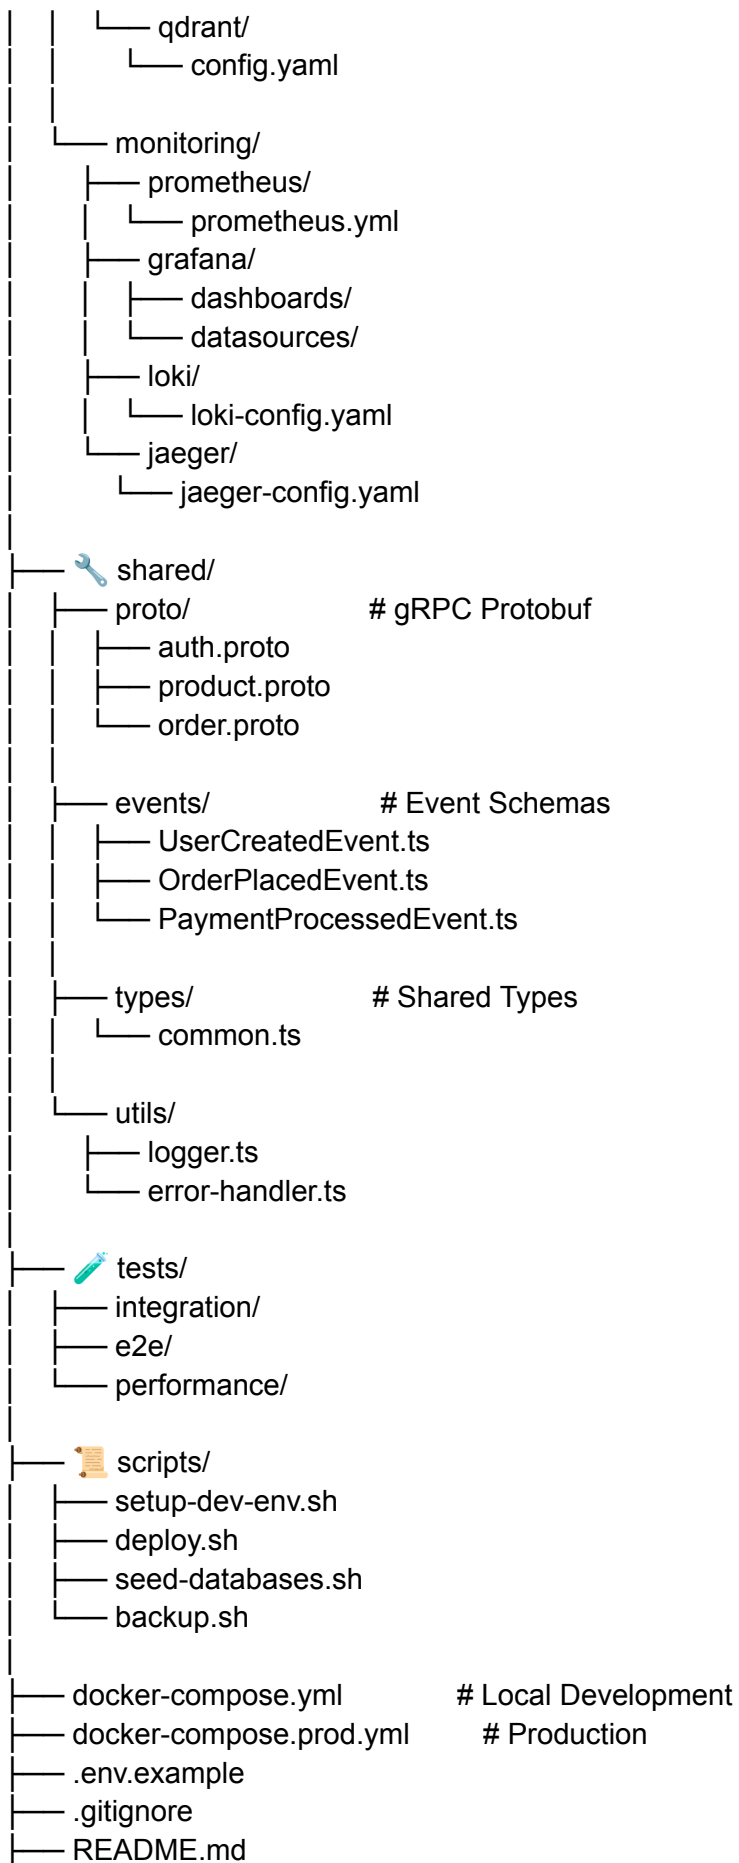 │   │   └── qdrant/
│   │       └── config.yaml
│   │
│   └── monitoring/
│       ├── prometheus/
│       │   └── prometheus.yml
│       ├── grafana/
│       │   ├── dashboards/
│       │   └── datasources/
│       ├── loki/
│       │   └── loki-config.yaml
│       └── jaeger/
│           └── jaeger-config.yaml
│
├── 🔧 shared/
│   ├── proto/                    # gRPC Protobuf
│   │   ├── auth.proto
│   │   ├── product.proto
│   │   └── order.proto
│   │
│   ├── events/                   # Event Schemas
│   │   ├── UserCreatedEvent.ts
│   │   ├── OrderPlacedEvent.ts
│   │   └── PaymentProcessedEvent.ts
│   │
│   ├── types/                    # Shared Types
│   │   └── common.ts
│   │
│   └── utils/
│       ├── logger.ts
│       └── error-handler.ts
│
├── 🧪 tests/
│   ├── integration/
│   ├── e2e/
│   └── performance/
│
├── 📜 scripts/
│   ├── setup-dev-env.sh
│   ├── deploy.sh
│   ├── seed-databases.sh
│   └── backup.sh
│
├── docker-compose.yml            # Local Development
├── docker-compose.prod.yml       # Production
├── .env.example
├── .gitignore
├── README.md